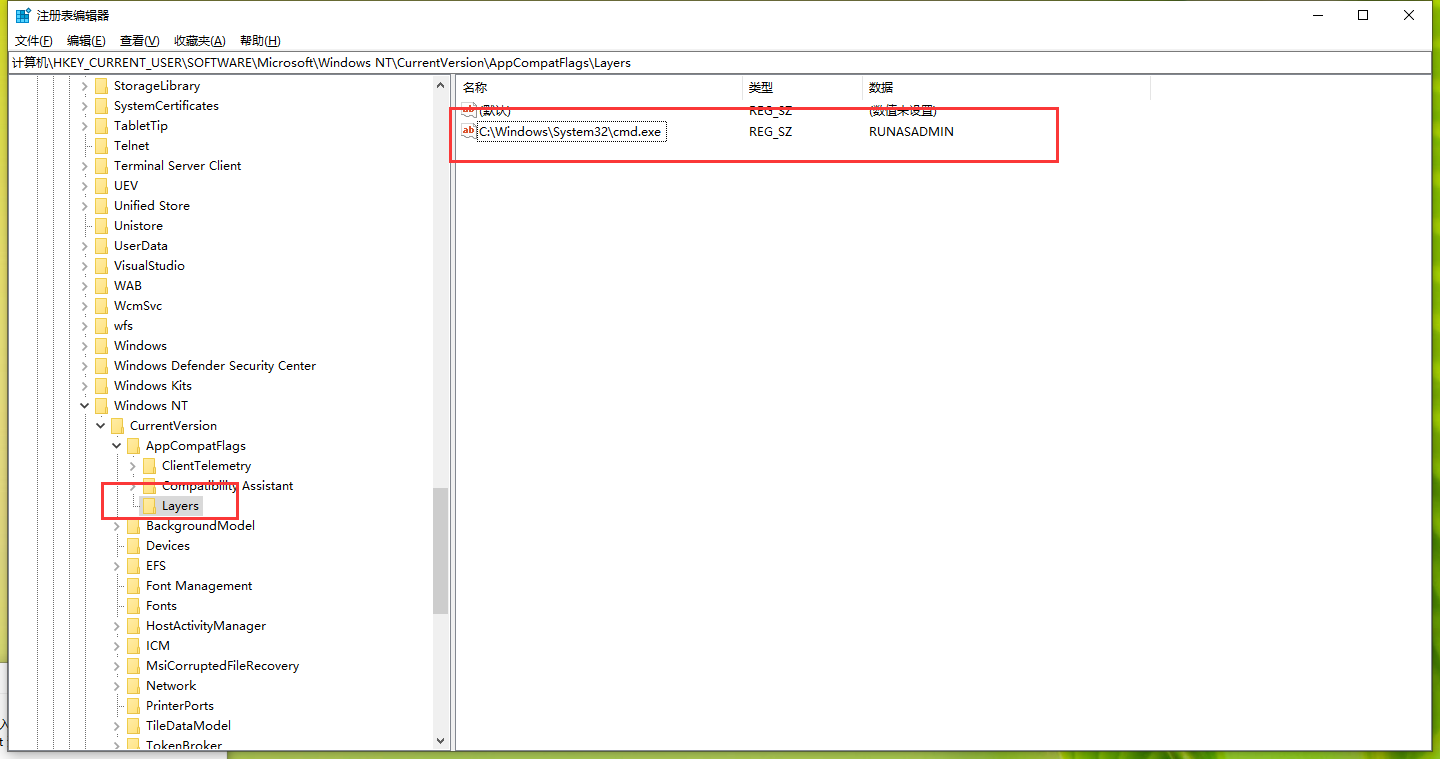 注册表编辑器
文件(F) 编辑(E) 查看(V) 收藏夹(A) 帮助(H)
计算机\HKEY_CURRENT_USER\SOFTWARE\Microsoft\Windows NT\CurrentVersion\AppCompatFlags\Layers
StorageLibrary
SystemCertificates
TabletTip
Telnet
Terminal Server Client
UEV
Unified Store
Unistore
UserData
VisualStudio
WAB
WcmSvc
wfs
Windows
Windows Defender Security Center
Windows Kits
Windows NT
CurrentVersion
AppCompatFlags
ClientTelemetry
Compatibility Assistant
Layers
BackgroundModel
Devices
EFS
Font Management
Fonts
HostActivityManager
ICM
MsiCorruptedFileRecovery
Network
PrinterPorts
TileDataModel
TokenBroker
名称 类型 数据
ab (默认) REG_SZ (数值未设置)
ab C:\Windows\System32\cmd.exe REG_SZ RUNASADMIN
入
t